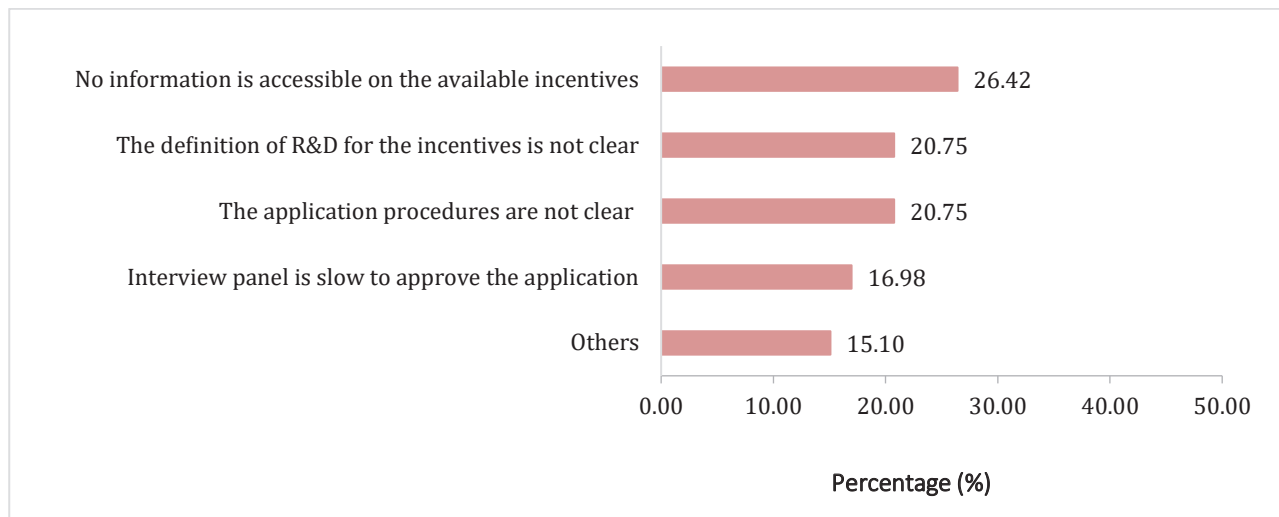 No information is accessible on the available incentives
26.42
The definition of R&D for the incentives is not clear
20.75
The application procedures are not clear
20.75
Interview panel is slow to approve the application
16.98
Others
15.10
0.00 10.00 20.00 30.00 40.00 50.00
Percentage (%)